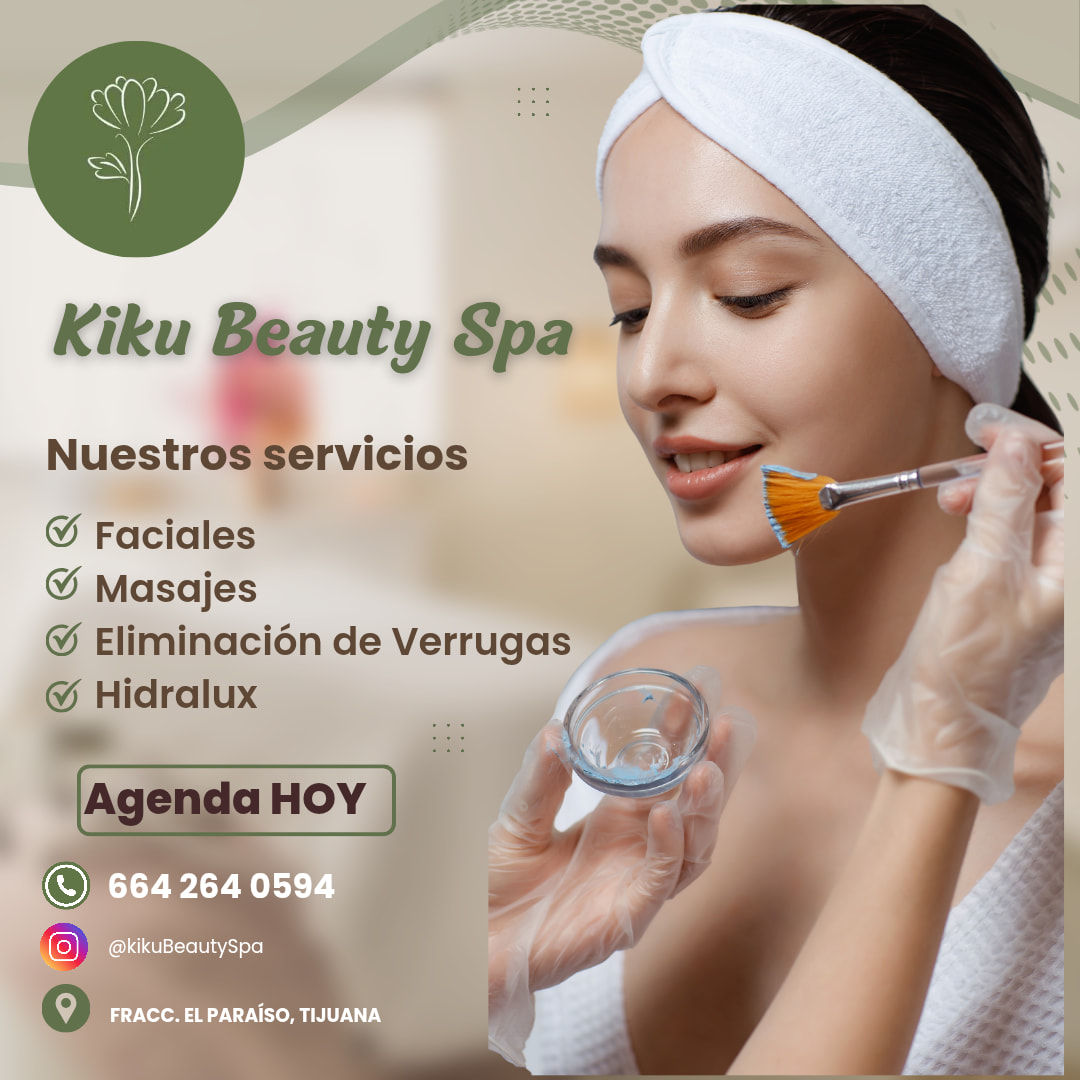 Kiku Beauty Spa
Nuestros servicios
Faciales
Masajes
Eliminación de Verrugas
Hidralux
Agenda HOY
664 264 0594
@kikuBeautySpa
FRACC. EL PARAÍSO, TIJUANA